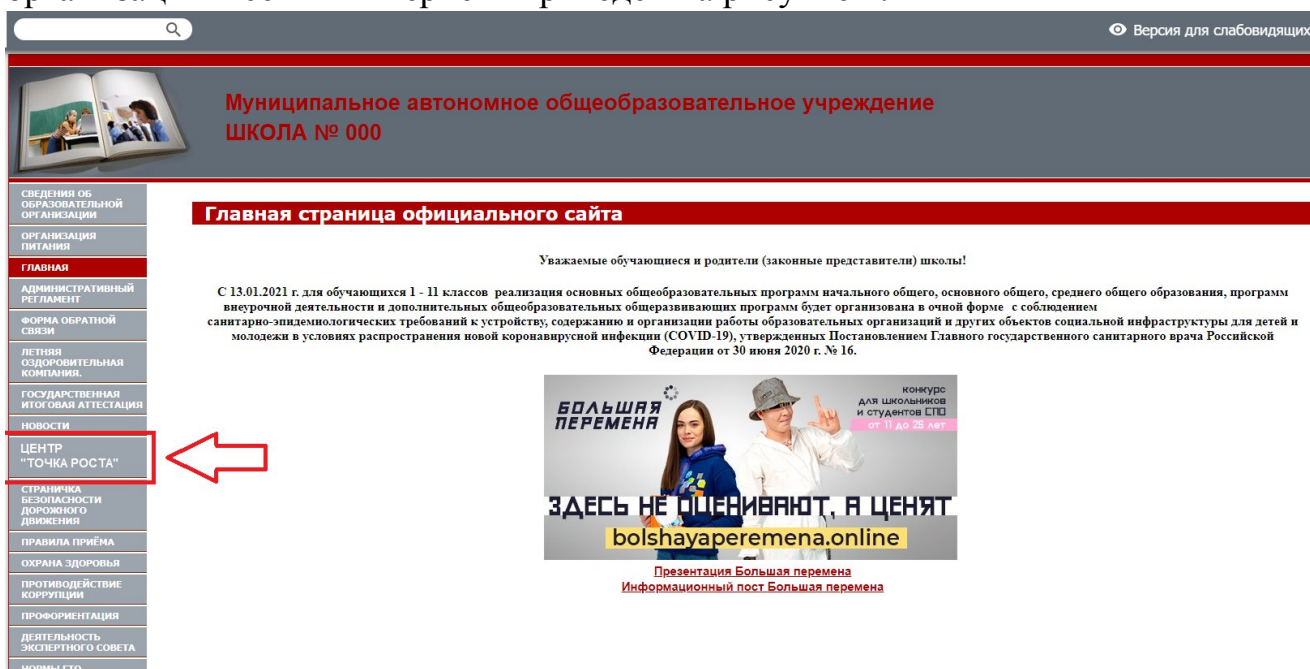 Версия для слабовидящих
Муниципальное автономное общеобразовательное учреждение
ШКОЛА № 000
СВЕДЕНИЯ ОБ
ОБРАЗОВАТЕЛЬНОЙ
ОРГАНИЗАЦИИ
ОРГАНИЗАЦИЯ
ПИТАНИЯ
ГЛАВНАЯ
АДМИНИСТРАТИВНЫЙ
РЕГЛАМЕНТ
ФОРМА ОБРАТНОЙ
СВЯЗИ
ЛЕТНЯЯ
ОЗДОРОВИТЕЛЬНАЯ
КОМПАНИЯ.
ГОСУДАРСТВЕННАЯ
ИТОГОВАЯ АТТЕСТАЦИЯ
НОВОСТИ
ЦЕНТР
"ТОЧКА РОСТА"
СТРАНИЧКА
БЕЗОПАСНОСТИ
ДОРОЖНОГО
ДВИЖЕНИЯ
ПРАВИЛА ПРИЁМА
ОХРАНА ЗДОРОВЬЯ
ПРОТИВОДЕЙСТВИЕ
КОРРУПЦИИ
ПРОФОРИЕНТАЦИЯ
ДЕЯТЕЛЬНОСТЬ
ЭКСПЕРТНОГО СОВЕТА
НОРМЫ ГТО
Главная страница официального сайта
Уважаемые обучающиеся и родители (законные представители) школы!
С 13.01.2021 г. для обучающихся 1 - 11 классов реализация основных общеобразовательных программ начального общего, основного общего, среднего общего образования, программ
внеурочной деятельности и дополнительных общеобразовательных общеразвивающих программ будет организована в очной форме с соблюдением
санитарно-эпидемиологических требований к устройству, содержанию и организации работы образовательных организаций и других объектов социальной инфраструктуры для детей и
молодежи в условиях распространения новой коронавирусной инфекции (COVID-19), утвержденных Постановлением Главного государственного санитарного врача Российской
Федерации от 30 июня 2020 г. № 16.
БОЛЬШАЯ
ПЕРЕМЕНА
конкурс
для школьников
и студентов СПО
от 11 до 25 лет
ЗДЕСЬ НЕ ОЦЕНИВАЮТ, А ЦЕНЯТ
bolshayaperemena.online
Презентация Большая перемена
Информационный пост Большая перемена